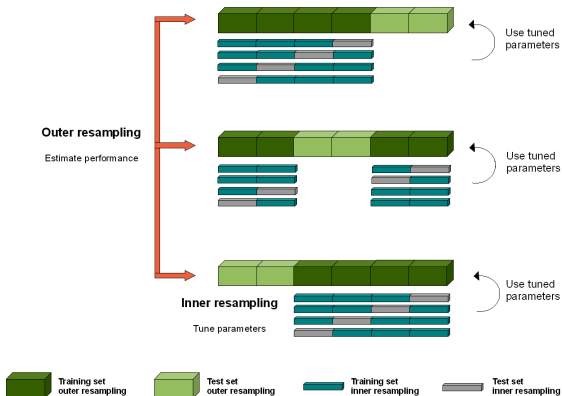 Use tuned
parameters
Outer resampling
Estimate performance
Use tuned
parameters
Use tuned
parameters
Inner resampling
Tune parameters
Training set
outer resampling
Test set
outer resampling
Training set
inner resampling
Test set
inner resampling